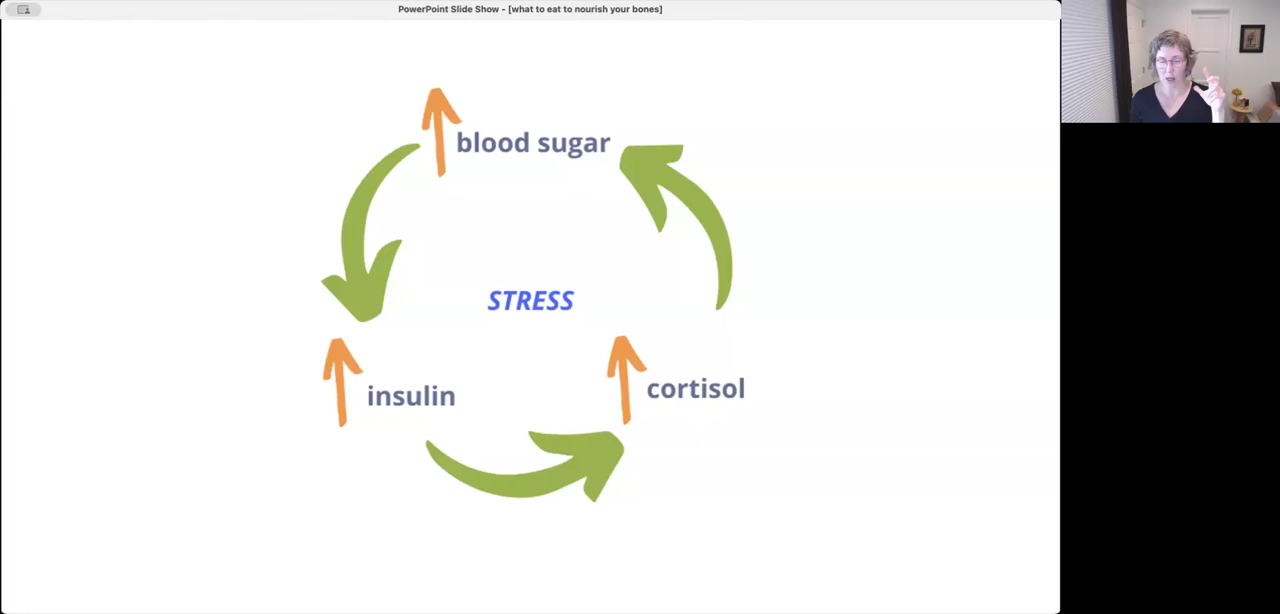 PowerPoint Slide Show - [what to eat to nourish your bones]
blood sugar
STRESS
insulin
cortisol